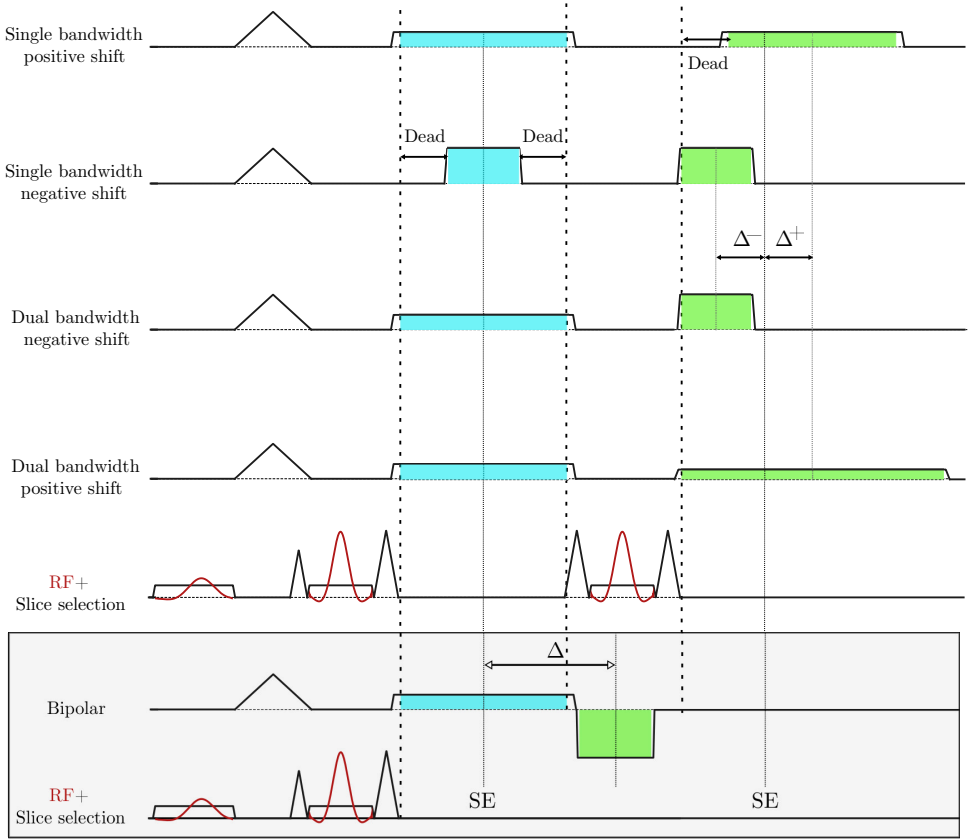 Single bandwidth
positive shift
Dead
Dead
Dead
Single bandwidth
negative shift
Δ−
Δ+
Dual bandwidth
negative shift
Dual bandwidth
positive shift
RF+
Slice selection
Δ
Bipolar
RF+
Slice selection
SE
SE